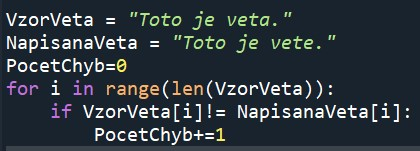 VzorVeta = "Toto je veta."
NapisanaVeta = "Toto je vete."
PocetChyb=0
for i in range(len(VzorVeta)):
    if VzorVeta[i]!= NapisanaVeta[i]:
        PocetChyb+=1